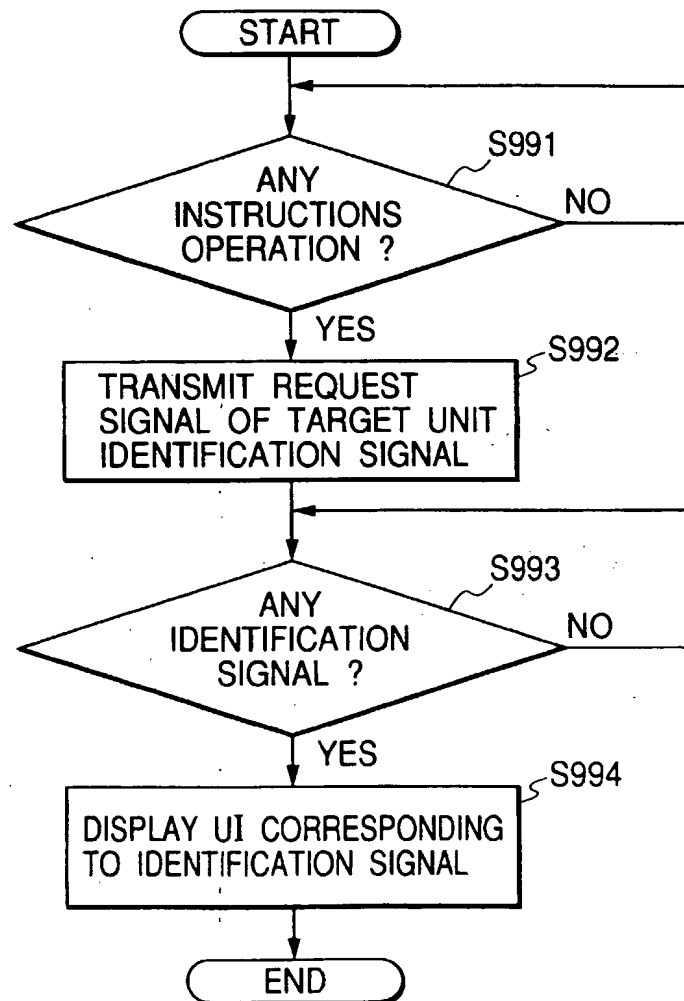 START
S991
ANY
INSTRUCTIONS
OPERATION ?
NO
YES
S992
TRANSMIT REQUEST
SIGNAL OF TARGET UNIT
IDENTIFICATION SIGNAL
S993
ANY
IDENTIFICATION
SIGNAL ?
NO
YES
S994
DISPLAY UI CORRESPONDING
TO IDENTIFICATION SIGNAL
END